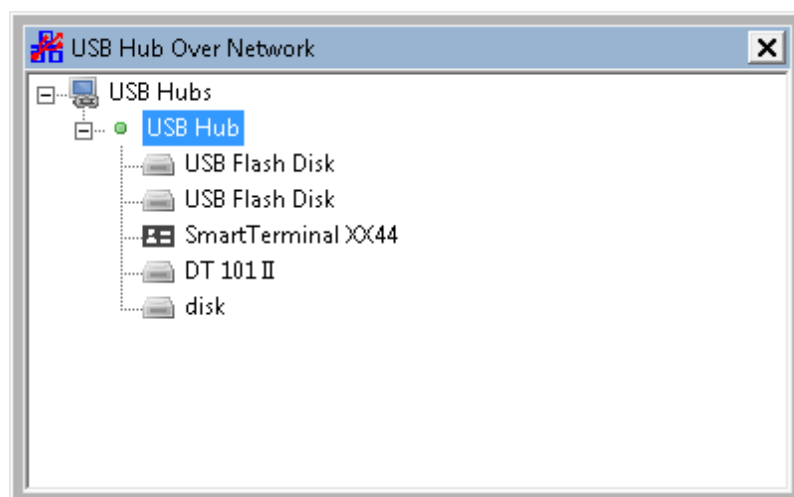 USB Hub Over Network
USB Hubs
USB Hub
USB Flash Disk
USB Flash Disk
SmartTerminal XX44
DT 101 II
disk